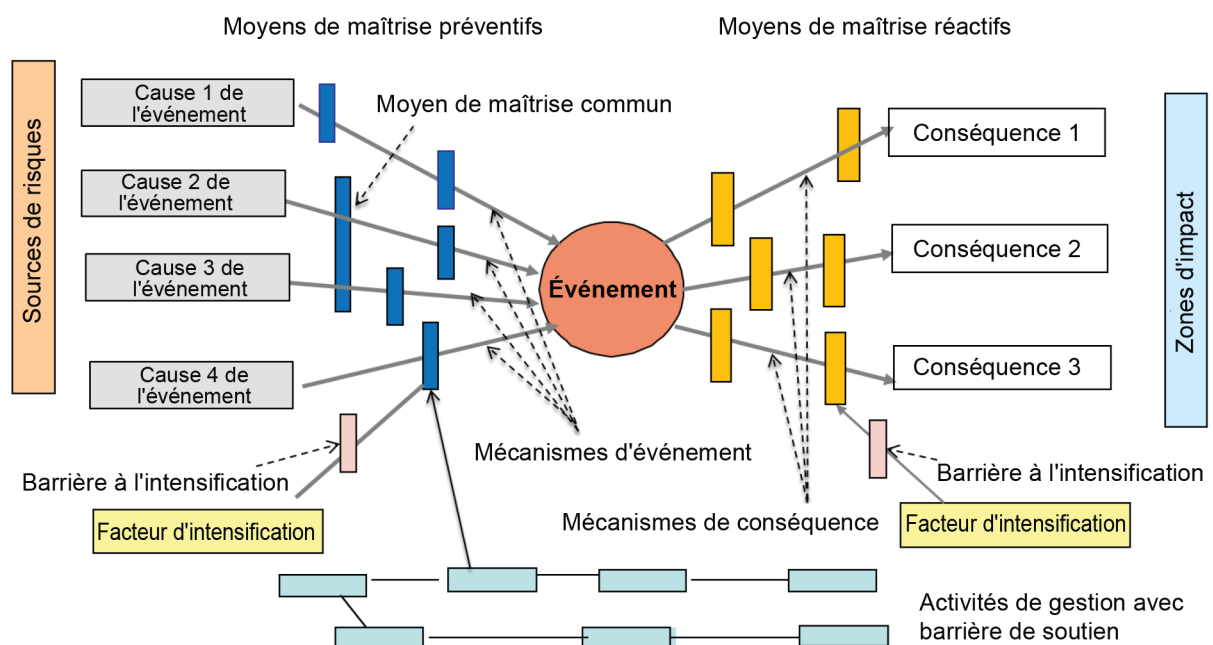 Moyens de maîtrise préventifs
Moyens de maîtrise réactifs
Sources de risques
Cause 1 de
l'événement
Moyen de maîtrise commun
Cause 2 de
l'événement
Cause 3 de
l'événement
Cause 4 de
l'événement
Événement
Conséquence 1
Conséquence 2
Conséquence 3
Zones d'impact
Mécanismes d'événement
Barrière à l'intensification
Facteur d'intensification
Mécanismes de conséquence
Barrière à l'intensification
Facteur d'intensification
Activités de gestion avec
barrière de soutien